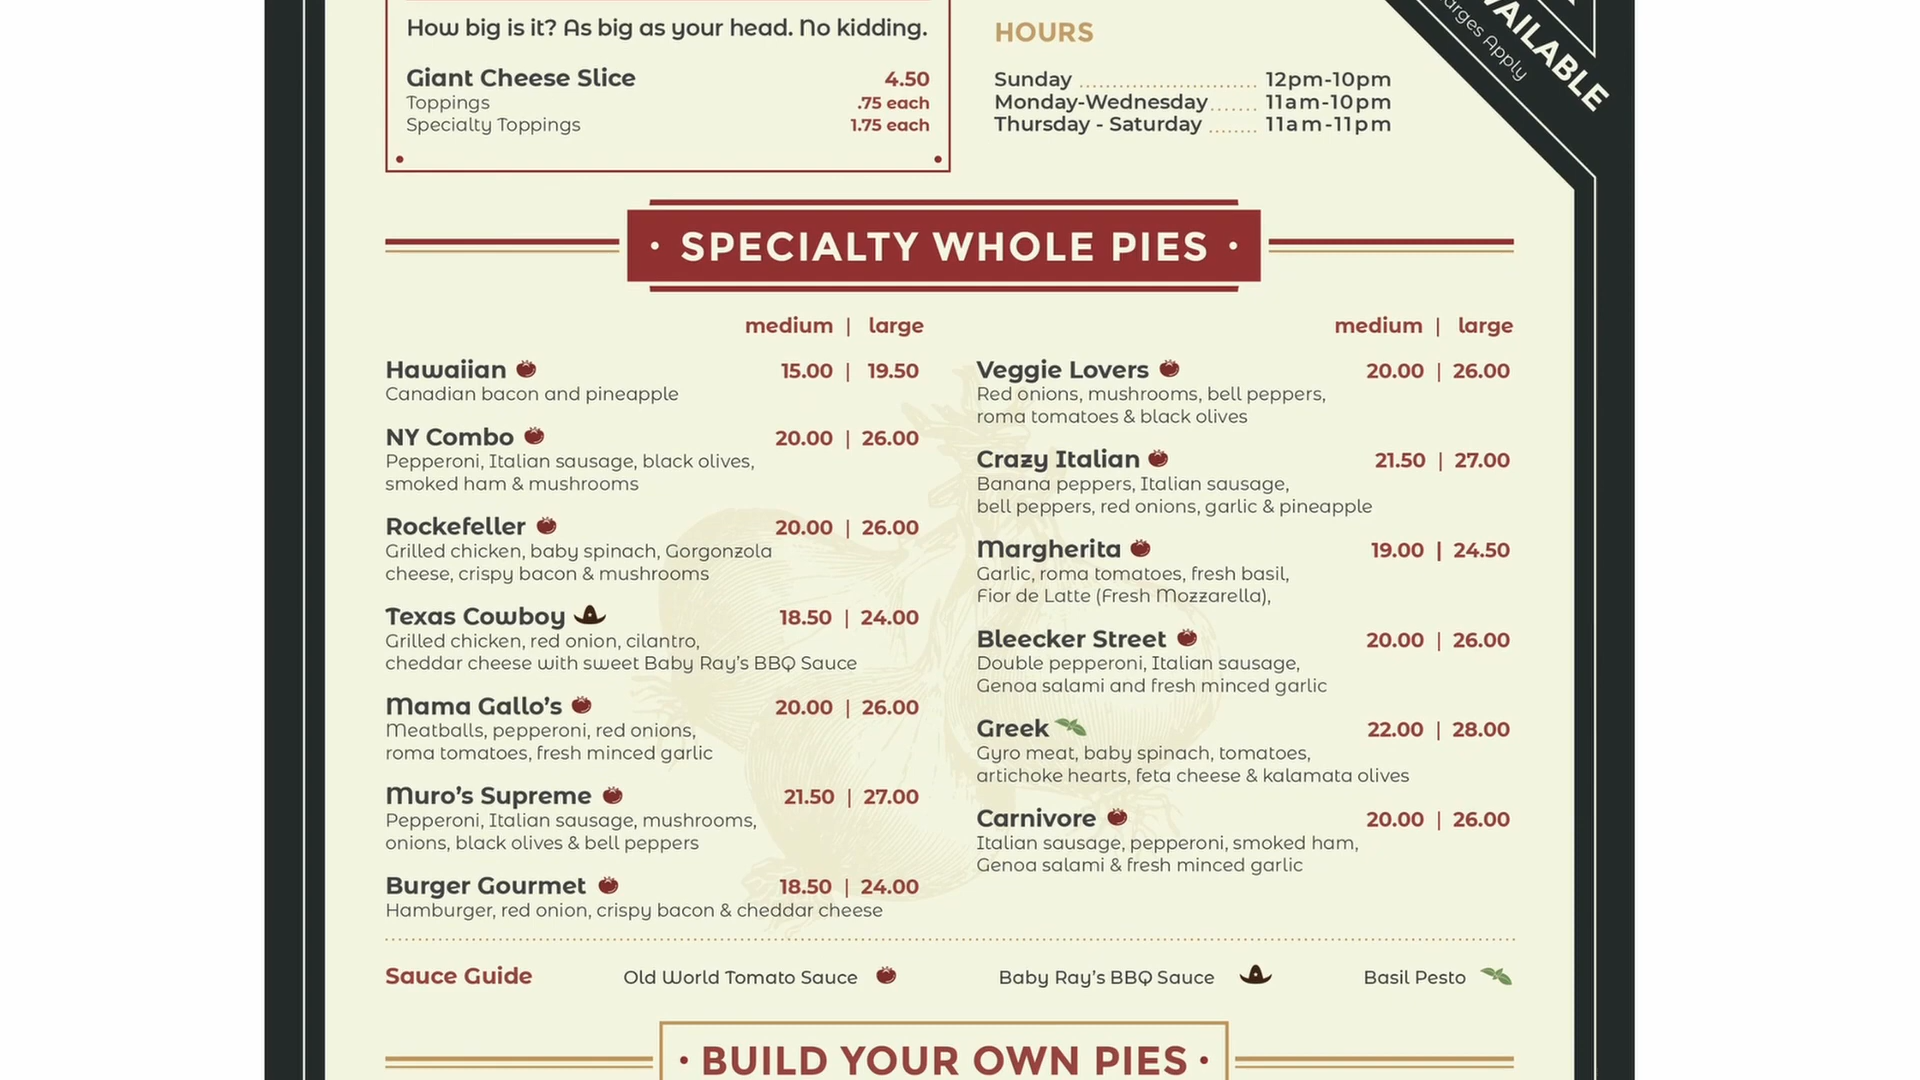 How big is it? As big as your head. No kidding.
Giant Cheese Slice 4.50
Toppings .75 each
Specialty Toppings 1.75 each
HOURS
Sunday 12pm-10pm
Monday-Wednesday 11am-10pm
Thursday - Saturday 11am-11pm
AVAILABLE
Apply
SPECIALTY WHOLE PIES
medium | large
Hawaiian 15.00 | 19.50
Canadian bacon and pineapple
NY Combo 20.00 | 26.00
Pepperoni, Italian sausage, black olives,
smoked ham & mushrooms
Rockefeller 20.00 | 26.00
Grilled chicken, baby spinach, Gorgonzola
cheese, crispy bacon & mushrooms
Texas Cowboy 18.50 | 24.00
Grilled chicken, red onion, cilantro,
cheddar cheese with sweet Baby Ray's BBQ Sauce
Mama Gallo's 20.00 | 26.00
Meatballs, pepperoni, red onions,
roma tomatoes, fresh minced garlic
Muro's Supreme 21.50 | 27.00
Pepperoni, Italian sausage, mushrooms,
onions, black olives & bell peppers
Burger Gourmet 18.50 | 24.00
Hamburger, red onion, crispy bacon & cheddar cheese
medium | large
Veggie Lovers 20.00 | 26.00
Red onions, mushrooms, bell peppers,
roma tomatoes & black olives
Crazy Italian 21.50 | 27.00
Banana peppers, Italian sausage,
bell peppers, red onions, garlic & pineapple
Margherita 19.00 | 24.50
Garlic, roma tomatoes, fresh basil,
Fior de Latte (Fresh Mozzarella),
Bleecker Street 20.00 | 26.00
Double pepperoni, Italian sausage,
Genoa salami and fresh minced garlic
Greek 22.00 | 28.00
Gyro meat, baby spinach, tomatoes,
artichoke hearts, feta cheese & kalamata olives
Carnivore 20.00 | 26.00
Italian sausage, pepperoni, smoked ham,
Genoa salami & fresh minced garlic
Sauce Guide Old World Tomato Sauce Baby Ray's BBQ Sauce Basil Pesto
BUILD YOUR OWN PIES